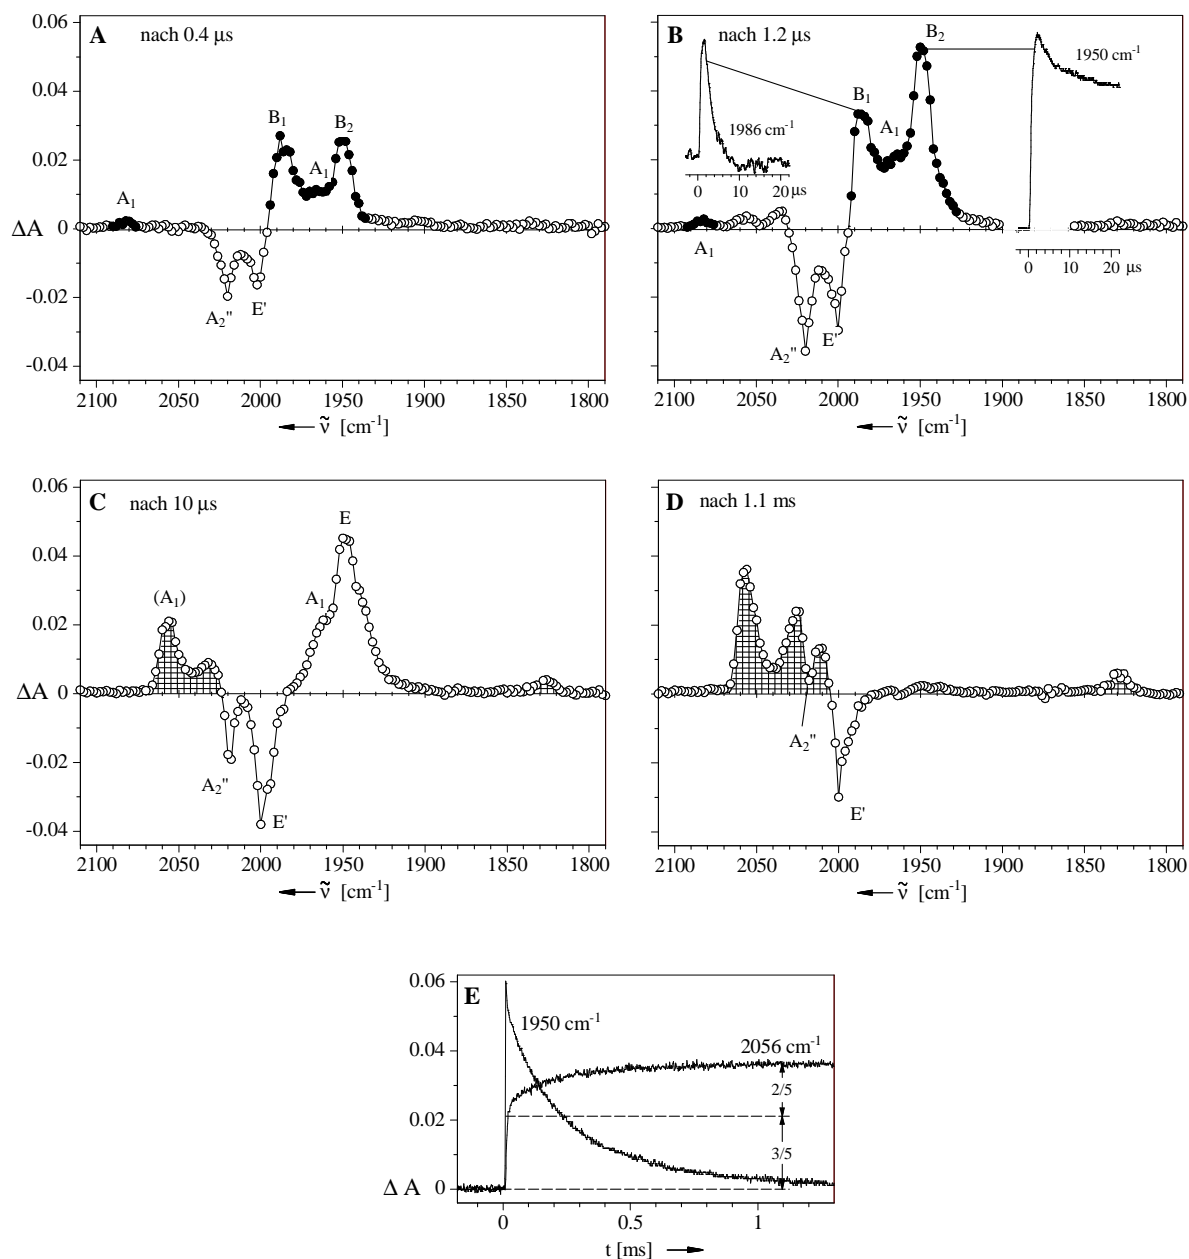 0.06
0.04
0.02
ΔA 0
-0.02
-0.04
A nach 0.4 μs
B₁
B₂
A₁
A₁
A₂"
E'
2100 2050 2000 1950 1900 1850 1800
ν̃ [cm⁻¹]
B nach 1.2 μs
B₂
1950 cm⁻¹
B₁
A₁
1986 cm⁻¹
0 10 20 μs
A₁
A₂"
E'
0 10 20 μs
2100 2050 2000 1950 1900 1850 1800
ν̃ [cm⁻¹]
0.06
0.04
0.02
ΔA 0
-0.02
-0.04
C nach 10 μs
E
(A₁)
A₁
A₂"
E'
2100 2050 2000 1950 1900 1850 1800
ν̃ [cm⁻¹]
D nach 1.1 ms
A₂"
E'
2100 2050 2000 1950 1900 1850 1800
ν̃ [cm⁻¹]
0.06
0.04
0.02
Δ A 0
E
1950 cm⁻¹
2056 cm⁻¹
2/5
3/5
0 0.5 1
t [ms]